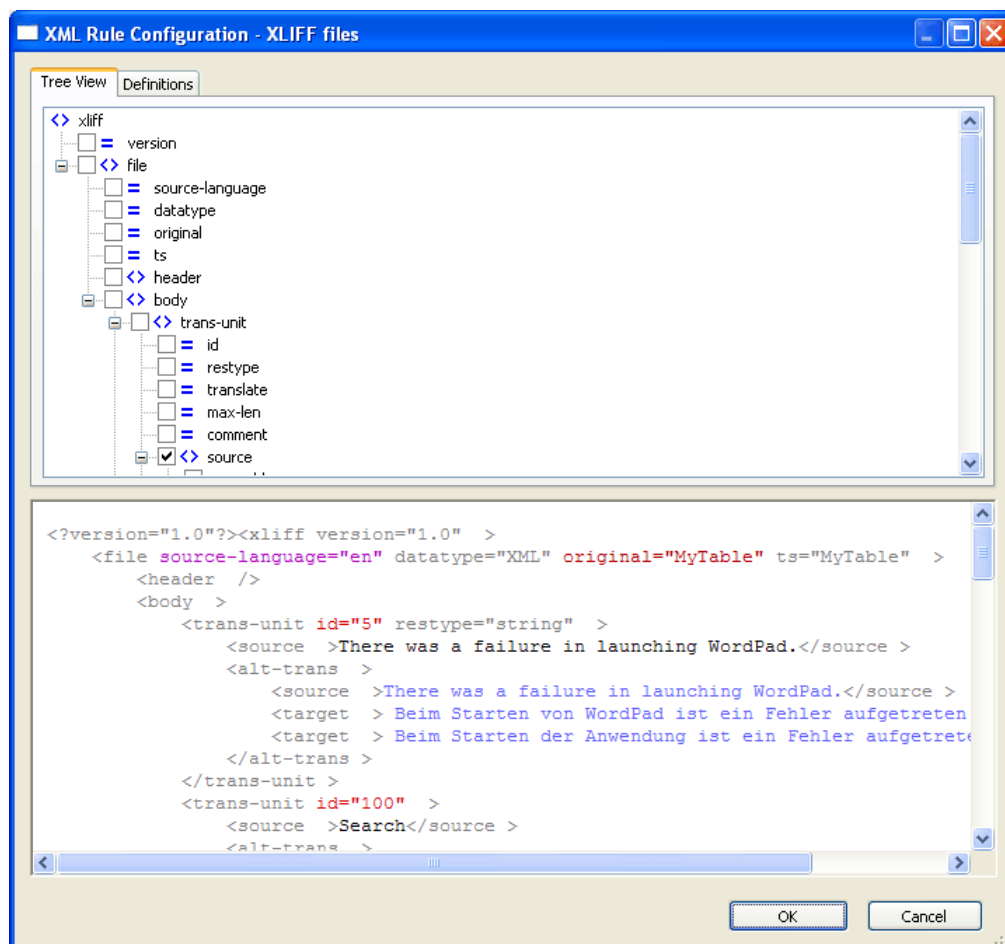 XML Rule Configuration - XLIFF files
Tree View Definitions
<> xliff
= version
<> file
= source-language
= datatype
= original
= ts
<> header
<> body
<> trans-unit
= id
= restype
= translate
= max-len
= comment
<> source
<?version="1.0"?><xliff version="1.0"  >
<file source-language="en" datatype="XML" original="MyTable" ts="MyTable"  >
<header  />
<body  >
<trans-unit id="5" restype="string"  >
<source  >There was a failure in launching WordPad.</source >
<alt-trans  >
<source  >There was a failure in launching WordPad.</source >
<target  > Beim Starten von WordPad ist ein Fehler aufgetreten
<target  > Beim Starten der Anwendung ist ein Fehler aufgetrete
</alt-trans >
</trans-unit >
<trans-unit id="100"  >
<source  >Search</source >
<alt-trans  >
OK Cancel